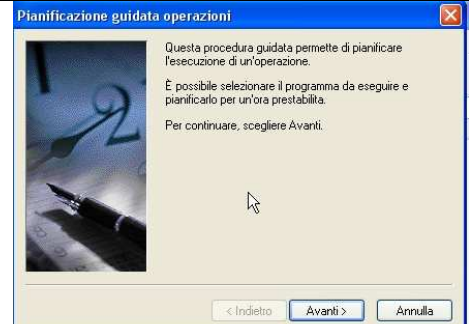 Pianificazione guidata operazioni
Questa procedura guidata permette di pianificare
l'esecuzione di un'operazione.
È possibile selezionare il programma da eseguire e
pianificarlo per un'ora prestabilita.
Per continuare, scegliere Avanti.
2
< Indietro Avanti > Annulla